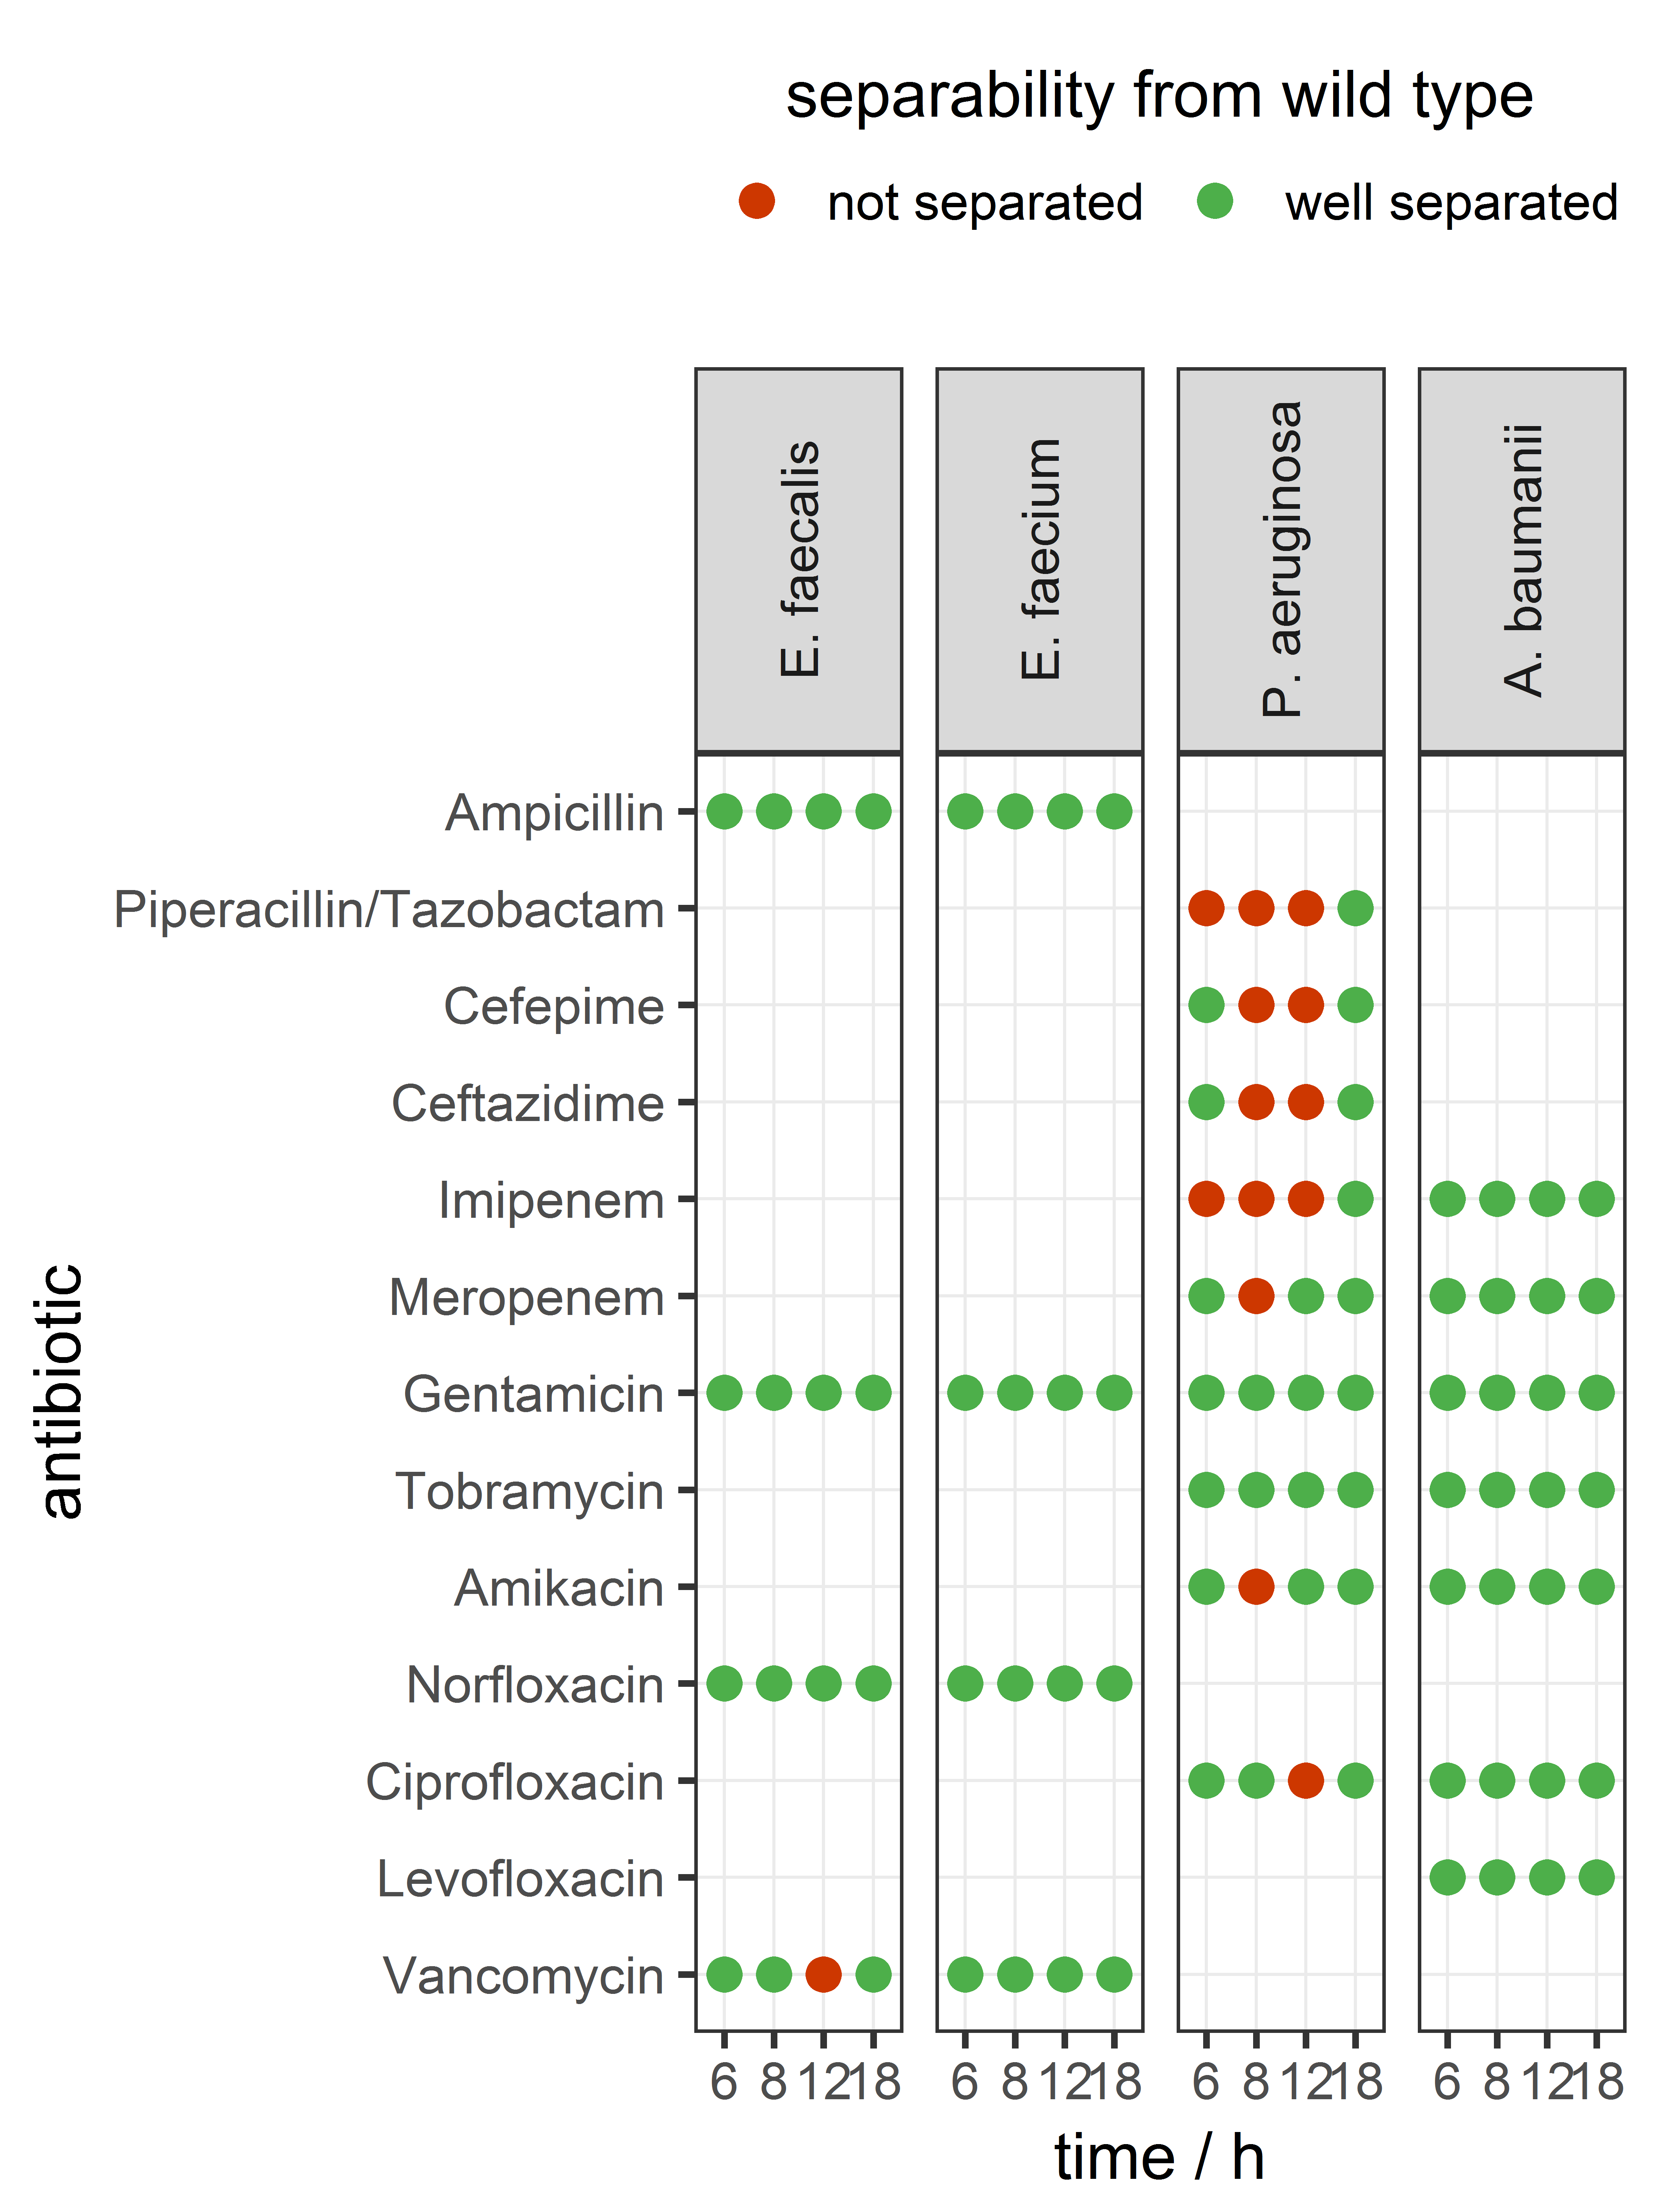 separability from wild type
not separated well separated
E. faecalis
E. faecium
P. aeruginosa
A. baumanii
antibiotic
Ampicillin
Piperacillin/Tazobactam
Cefepime
Ceftazidime
Imipenem
Meropenem
Gentamicin
Tobramycin
Amikacin
Norfloxacin
Ciprofloxacin
Levofloxacin
Vancomycin
6 8 12 18 6 8 12 18 6 8 12 18 6 8 12 18
time / h